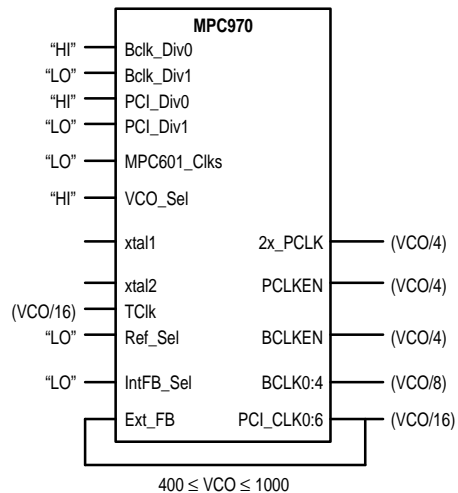 MPC970
“HI” Bclk_Div0
“LO” Bclk_Div1
“HI” PCI_Div0
“LO” PCI_Div1
“LO” MPC601_Clks
“HI” VCO_Sel
xtal1 2x_PCLK (VCO/4)
xtal2 PCLKEN (VCO/4)
(VCO/16) TClk
“LO” Ref_Sel BCLKEN (VCO/4)
“LO” IntFB_Sel BCLK0:4 (VCO/8)
Ext_FB PCI_CLK0:6 (VCO/16)
400 ≤ VCO ≤ 1000